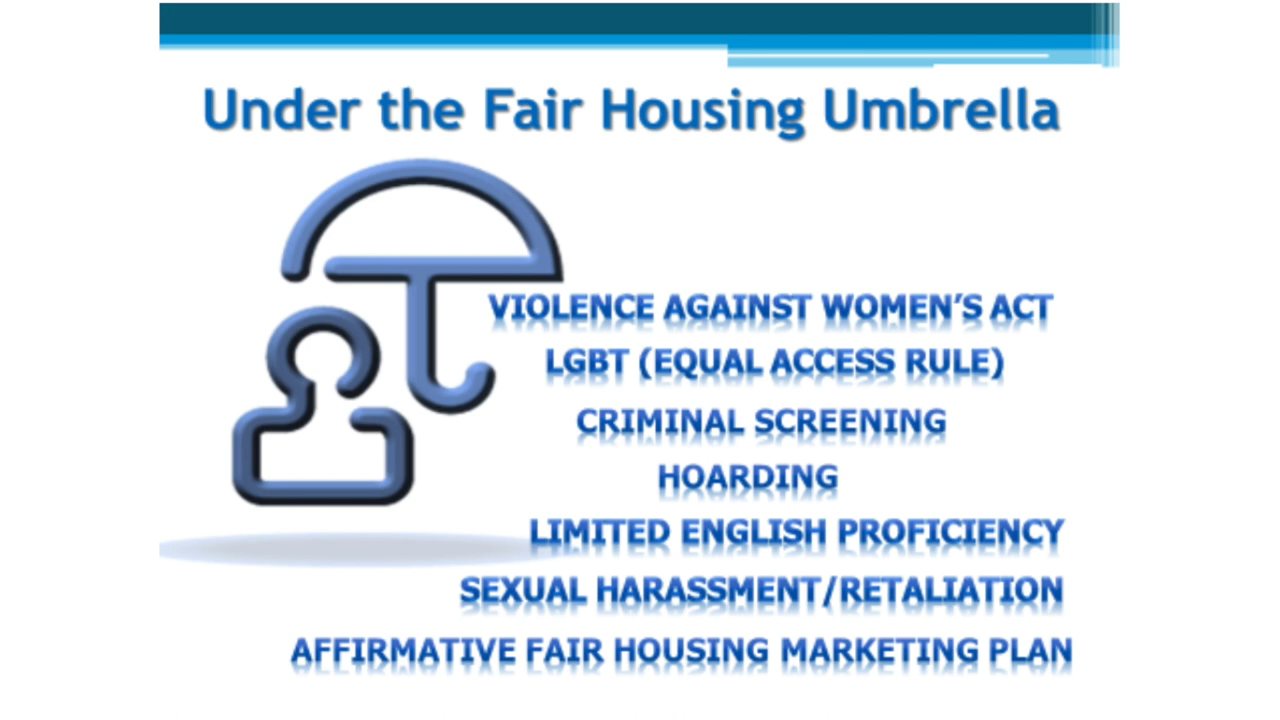 Under the Fair Housing Umbrella
VIOLENCE AGAINST WOMEN'S ACT
LGBT (EQUAL ACCESS RULE)
CRIMINAL SCREENING
HOARDING
LIMITED ENGLISH PROFICIENCY
SEXUAL HARASSMENT/RETALIATION
AFFIRMATIVE FAIR HOUSING MARKETING PLAN